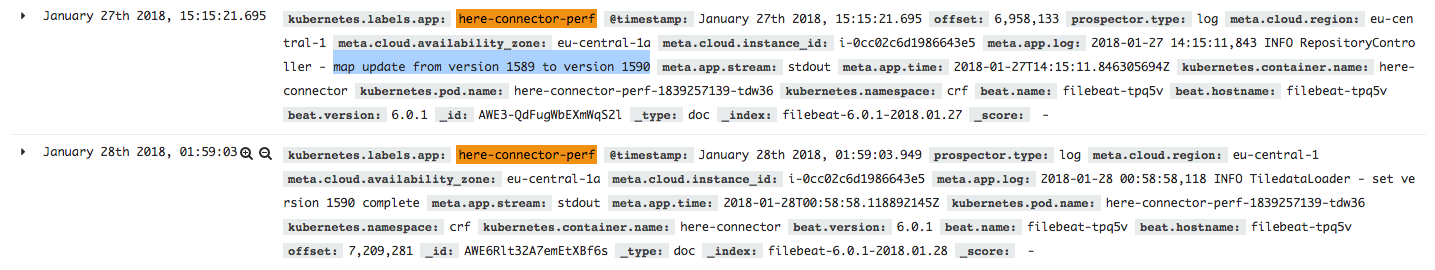 January 27th 2018, 15:15:21.695 kubernetes.labels.app: here-connector-perf @timestamp: January 27th 2018, 15:15:21.695 offset: 6,958,133 prospector.type: log meta.cloud.region: eu-cen
tral-1 meta.cloud.availability_zone: eu-central-1a meta.cloud.instance_id: i-0cc02c6d1986643e5 meta.app.log: 2018-01-27 14:15:11,843 INFO RepositoryContro
ller - map update from version 1589 to version 1590 meta.app.stream: stdout meta.app.time: 2018-01-27T14:15:11.846305694Z kubernetes.container.name: here-
connector kubernetes.pod.name: here-connector-perf-1839257139-tdw36 kubernetes.namespace: crf beat.name: filebeat-tpq5v beat.hostname: filebeat-tpq5v
beat.version: 6.0.1 _id: AWE3-QdFugWbEXmWqS2l _type: doc _index: filebeat-6.0.1-2018.01.27 _score: -
January 28th 2018, 01:59:03 kubernetes.labels.app: here-connector-perf @timestamp: January 28th 2018, 01:59:03.949 prospector.type: log meta.cloud.region: eu-central-1
meta.cloud.availability_zone: eu-central-1a meta.cloud.instance_id: i-0cc02c6d1986643e5 meta.app.log: 2018-01-28 00:58:58,118 INFO TiledataLoader - set ve
rsion 1590 complete meta.app.stream: stdout meta.app.time: 2018-01-28T00:58:58.118892145Z kubernetes.pod.name: here-connector-perf-1839257139-tdw36
kubernetes.namespace: crf kubernetes.container.name: here-connector beat.version: 6.0.1 beat.name: filebeat-tpq5v beat.hostname: filebeat-tpq5v
offset: 7,209,281 _id: AWE6Rlt32A7emEtXBf6s _type: doc _index: filebeat-6.0.1-2018.01.28 _score: -